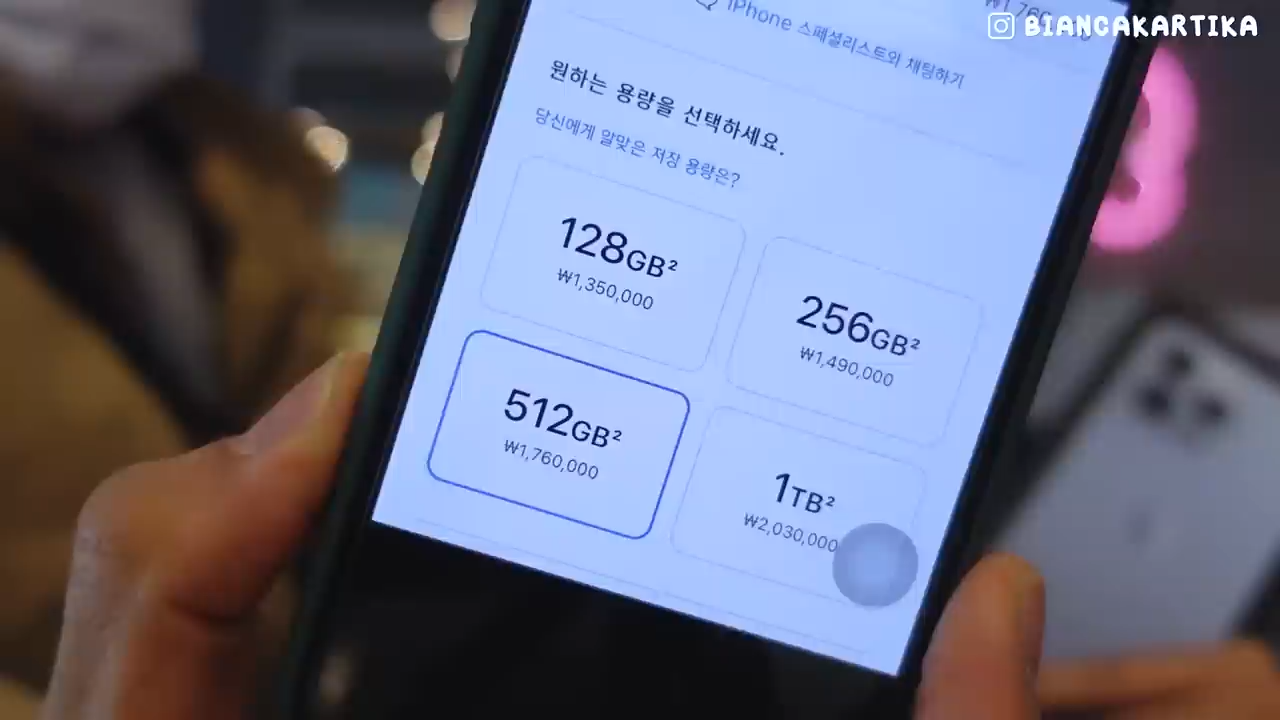 BIANCAKARTIKA
iPhone 스페셜리스트와 채팅하기
원하는 용량을 선택하세요.
당신에게 알맞은 저장 용량은?
128GB²
₩1,350,000
256GB²
₩1,490,000
512GB²
₩1,760,000
1TB²
₩2,030,000